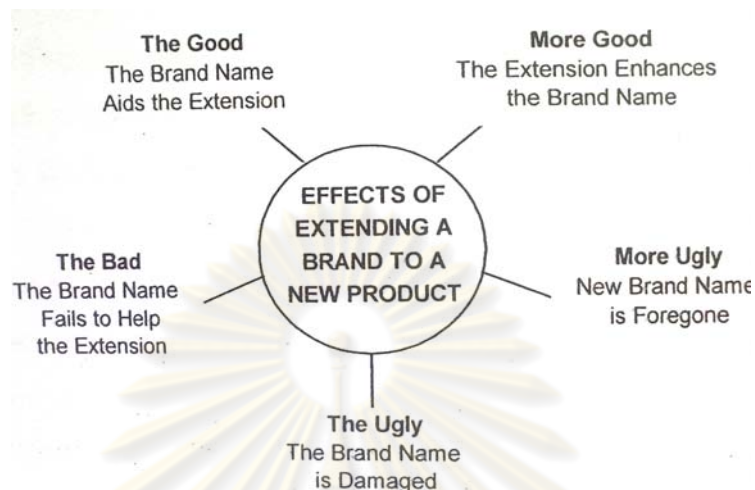 The Good
The Brand Name
Aids the Extension
More Good
The Extension Enhances
the Brand Name
EFFECTS OF
EXTENDING A
BRAND TO A
NEW PRODUCT
The Bad
The Brand Name
Fails to Help
the Extension
More Ugly
New Brand Name
is Foregone
The Ugly
The Brand Name
is Damaged